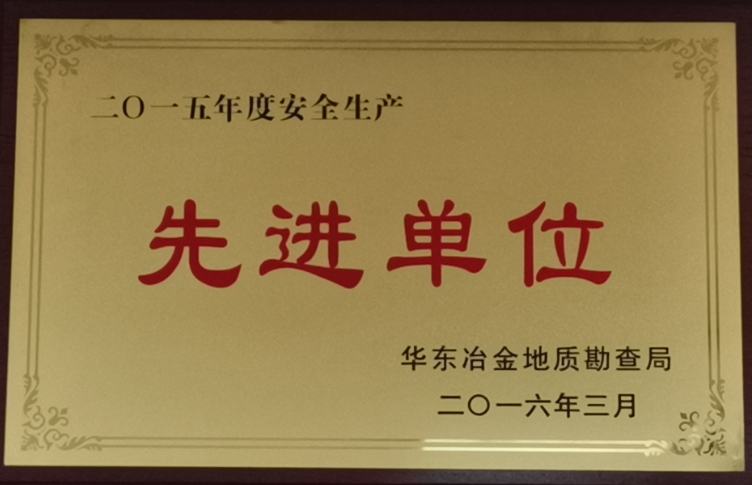 二〇一五年度安全生产
先进单位
华东冶金地质勘查局
二〇一六年三月